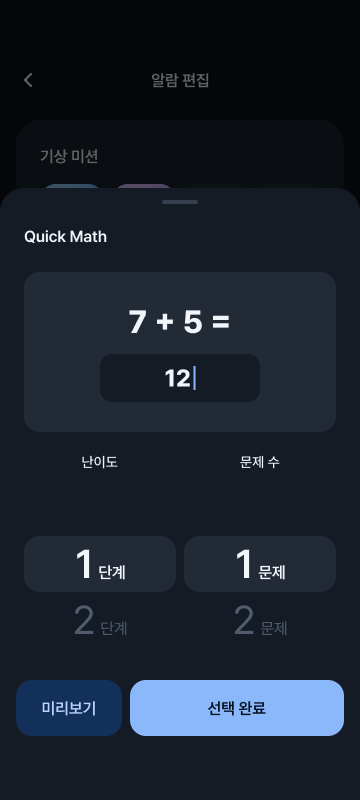 알람 편집
기상 미션
Quick Math
7 + 5 =
12
난이도 문제 수
1 단계 1 문제
2 단계 2 문제
미리보기 선택 완료